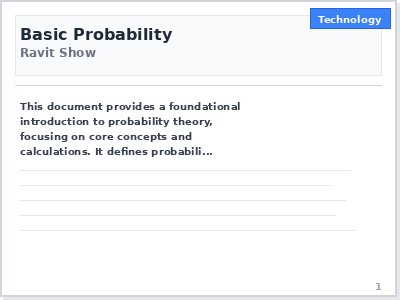 Technology
Basic Probability
Ravit Show
This document provides a foundational
introduction to probability theory,
focusing on core concepts and
calculations. It defines probabili...
1